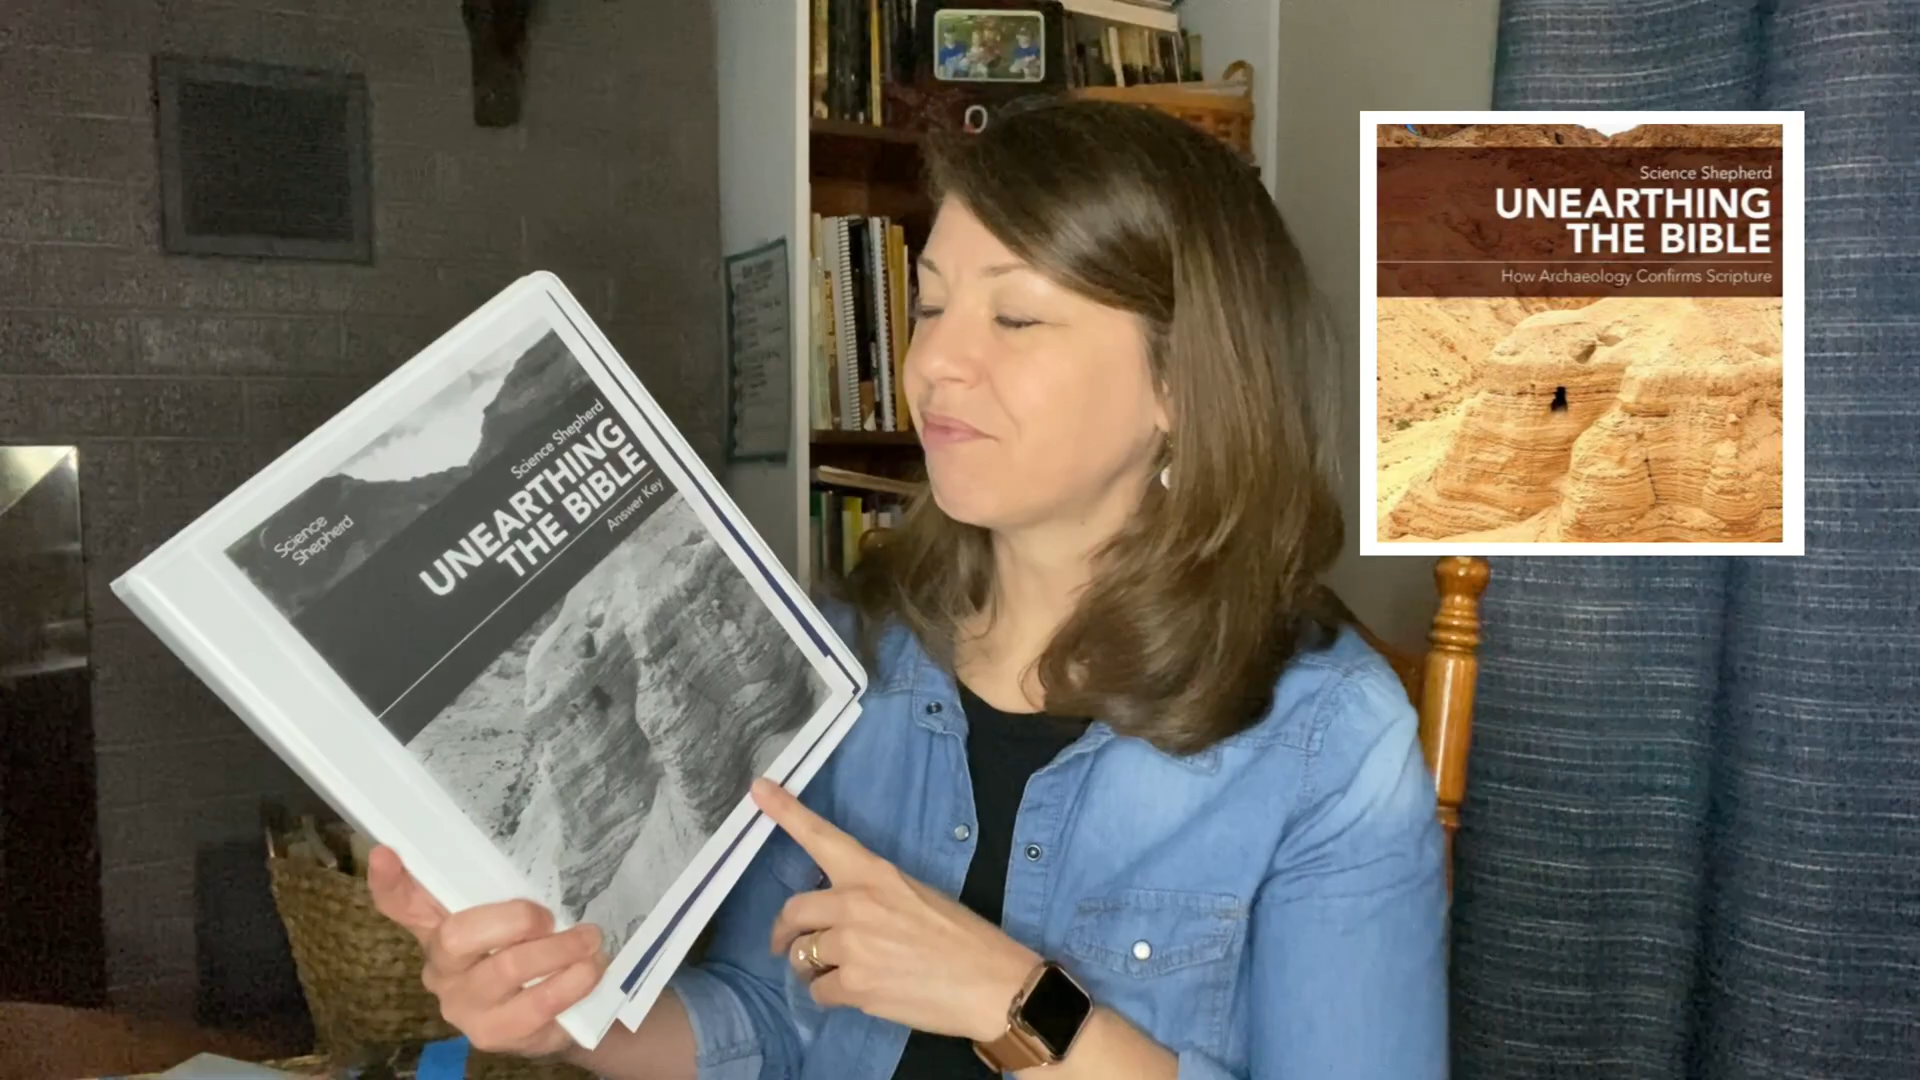 Science
Shepherd
Science Shepherd
UNEARTHING
THE BIBLE
Answer Key
Science Shepherd
UNEARTHING
THE BIBLE
How Archaeology Confirms Scripture